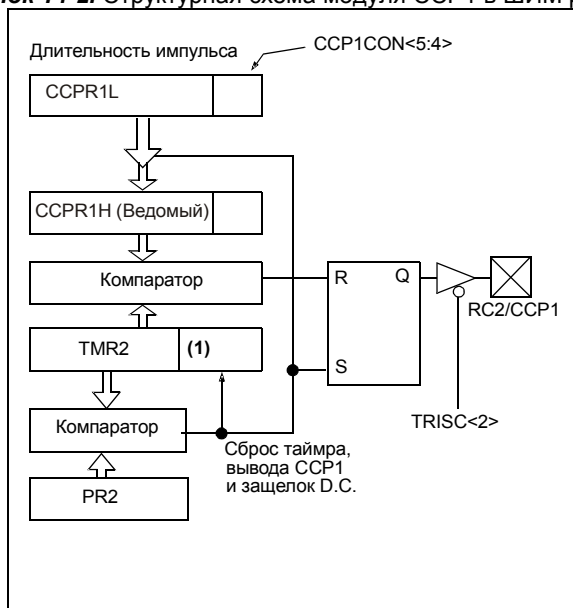 Структурная схема модуля CCP1 в ШИМ
Длительность импульса
CCP1CON<5:4>
CCPR1L
CCPR1H (Ведомый)
Компаратор
R
Q
RC2/CCP1
TMR2
(1)
S
Компаратор
TRISC<2>
Сброс таймра,
вывода CCP1
и защелок D.C.
PR2